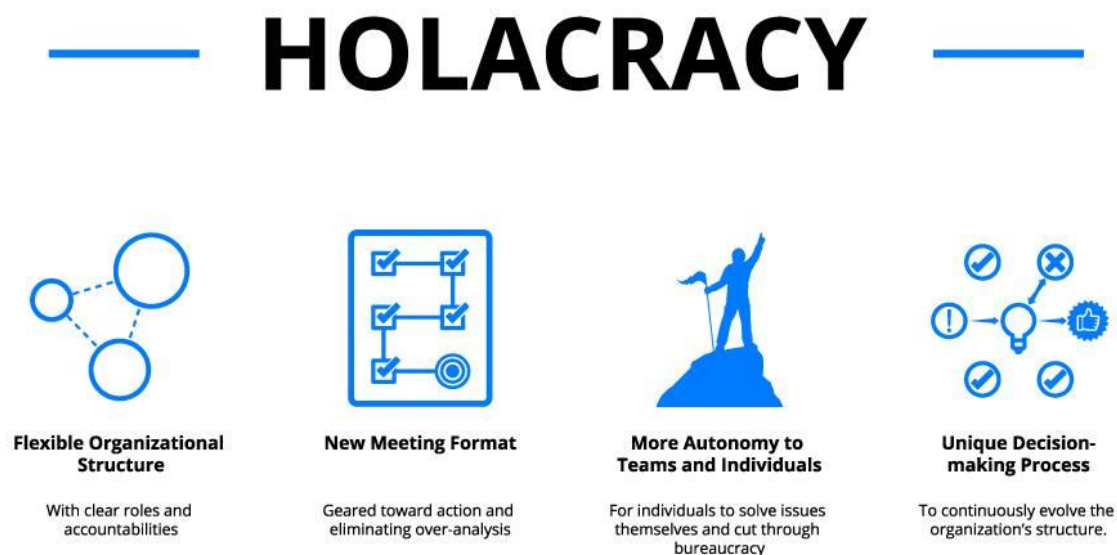 HOLACRACY
Flexible Organizational
Structure
With clear roles and
accountabilities
New Meeting Format
Geared toward action and
eliminating over-analysis
More Autonomy to
Teams and Individuals
For individuals to solve issues
themselves and cut through
bureaucracy
Unique Decision-
making Process
To continuously evolve the
organization's structure.